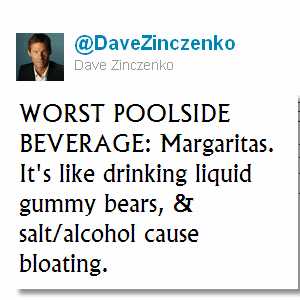 @DaveZinczenko
Dave Zinczenko
WORST POOLSIDE
BEVERAGE: Margaritas.
It's like drinking liquid
gummy bears, &
salt/alcohol cause
bloating.